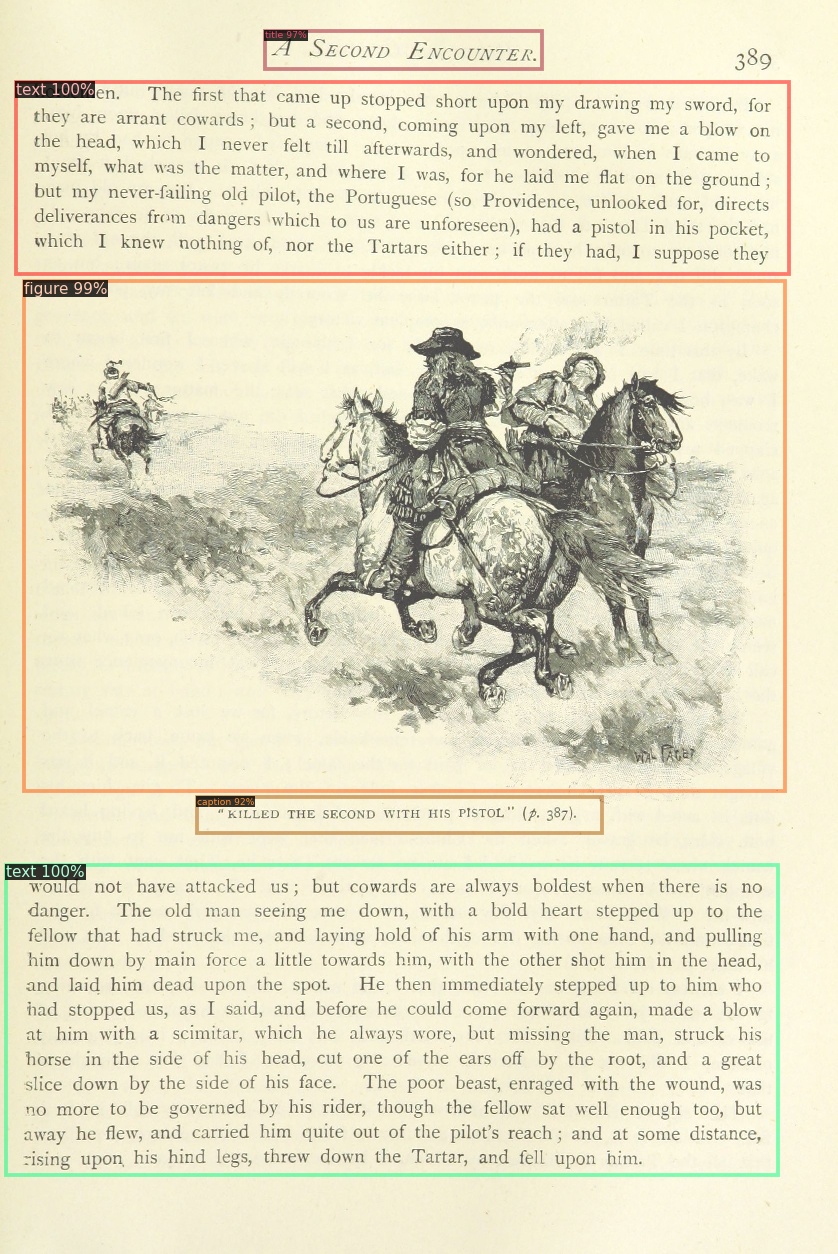 title 97%
A SECOND ENCOUNTER.
389
text 100%
en. The first that came up stopped short upon my drawing my sword, for
they are arrant cowards; but a second, coming upon my left, gave me a blow on
the head, which I never felt till afterwards, and wondered, when I came to
myself, what was the matter, and where I was, for he laid me flat on the ground;
but my never-failing old pilot, the Portuguese (so Providence, unlooked for, directs
deliverances from dangers which to us are unforeseen), had a pistol in his pocket,
which I knew nothing of, nor the Tartars either; if they had, I suppose they
figure 99%
WAL PAGET
caption 92%
"KILLED THE SECOND WITH HIS PISTOL" (p. 387).
text 100%
would not have attacked us; but cowards are always boldest when there is no
danger. The old man seeing me down, with a bold heart stepped up to the
fellow that had struck me, and laying hold of his arm with one hand, and pulling
him down by main force a little towards him, with the other shot him in the head,
and laid him dead upon the spot. He then immediately stepped up to him who
had stopped us, as I said, and before he could come forward again, made a blow
at him with a scimitar, which he always wore, but missing the man, struck his
horse in the side of his head, cut one of the ears off by the root, and a great
slice down by the side of his face. The poor beast, enraged with the wound, was
no more to be governed by his rider, though the fellow sat well enough too, but
away he flew, and carried him quite out of the pilot's reach; and at some distance,
rising upon his hind legs, threw down the Tartar, and fell upon him.